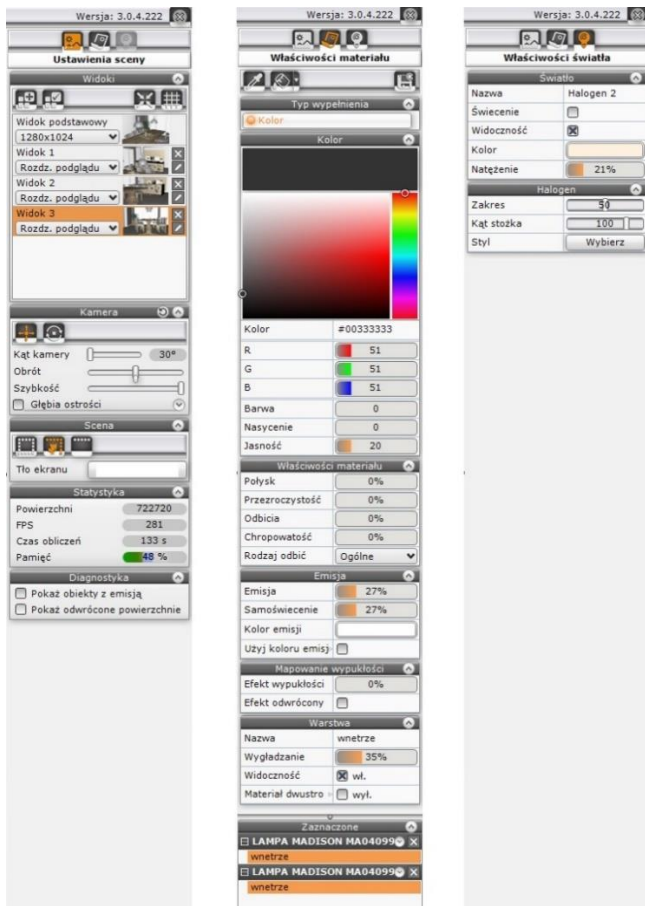 Wersja: 3.0.4.222
Ustawienia sceny
Widoki
Widok podstawowy
1280x1024
Widok 1
Rozdz. podglądu
Widok 2
Rozdz. podglądu
Widok 3
Rozdz. podglądu
Kamera
Kąt kamery 30°
Obrót
Szybkość
Głębia ostrości
Scena
Tło ekranu
Statystyka
Powierzchni 722720
FPS 281
Czas obliczeń 133 s
Pamięć 48 %
Diagnostyka
Pokaż obiekty z emisją
Pokaż odwrócone powierzchnie
Wersja: 3.0.4.222
Właściwości materiału
Typ wypełnienia
Kolor
Kolor
Kolor #00333333
R 51
G 51
B 51
Barwa 0
Nasycenie 0
Jasność 20
Właściwości materiału
Połysk 0%
Przezroczystość 0%
Odbicia 0%
Chropowatość 0%
Rodzaj odbić Ogólne
Emisja
Emisja 27%
Samoświecenie 27%
Kolor emisji
Użyj koloru emisj
Mapowanie wypukłości
Efekt wypukłości 0%
Efekt odwrócony
Warstwa
Nazwa wnetrze
Wygładzanie 35%
Widoczność wł.
Materiał dwustro wył.
Zaznaczone
LAMPA MADISON MA04099
wnetrze
LAMPA MADISON MA04099
wnetrze
Wersja: 3.0.4.222
Właściwości światła
Światło
Nazwa Halogen 2
Świecenie
Widoczność
Kolor
Natężenie 21%
Halogen
Zakres 50
Kąt stożka 100
Styl Wybierz